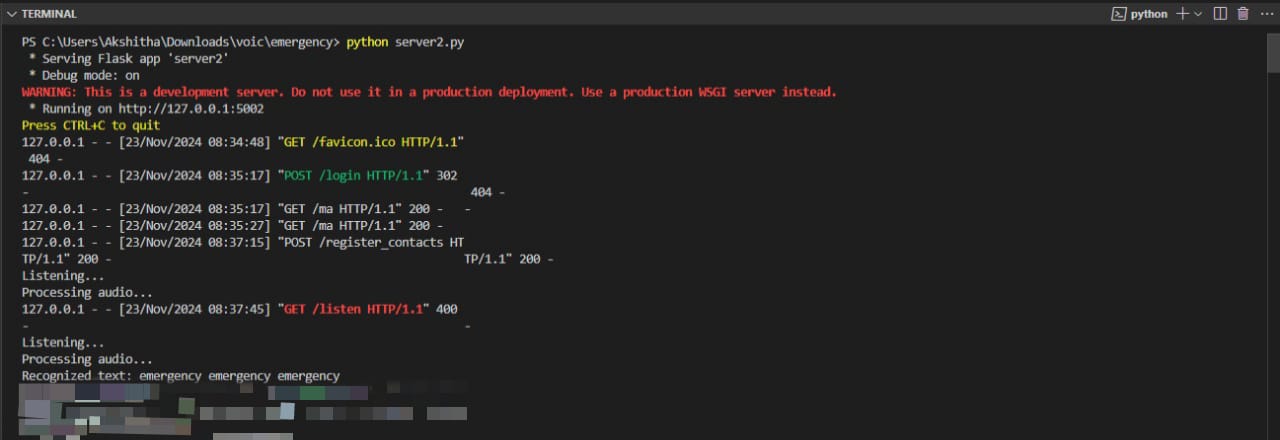 TERMINAL
python
PS C:\Users\Akshitha\Downloads\voic\emergency> python server2.py
* Serving Flask app 'server2'
* Debug mode: on
WARNING: This is a development server. Do not use it in a production deployment. Use a production WSGI server instead.
* Running on http://127.0.0.1:5002
Press CTRL+C to quit
127.0.0.1 - - [23/Nov/2024 08:34:48] "GET /favicon.ico HTTP/1.1"
404 -
127.0.0.1 - - [23/Nov/2024 08:35:17] "POST /login HTTP/1.1" 302
- 404 -
127.0.0.1 - - [23/Nov/2024 08:35:17] "GET /ma HTTP/1.1" 200 - -
127.0.0.1 - - [23/Nov/2024 08:35:27] "GET /ma HTTP/1.1" 200 -
127.0.0.1 - - [23/Nov/2024 08:37:15] "POST /register_contacts HT
TP/1.1" 200 - TP/1.1" 200 -
Listening...
Processing audio...
127.0.0.1 - - [23/Nov/2024 08:37:45] "GET /listen HTTP/1.1" 400
- -
Listening...
Processing audio...
Recognized text: emergency emergency emergency